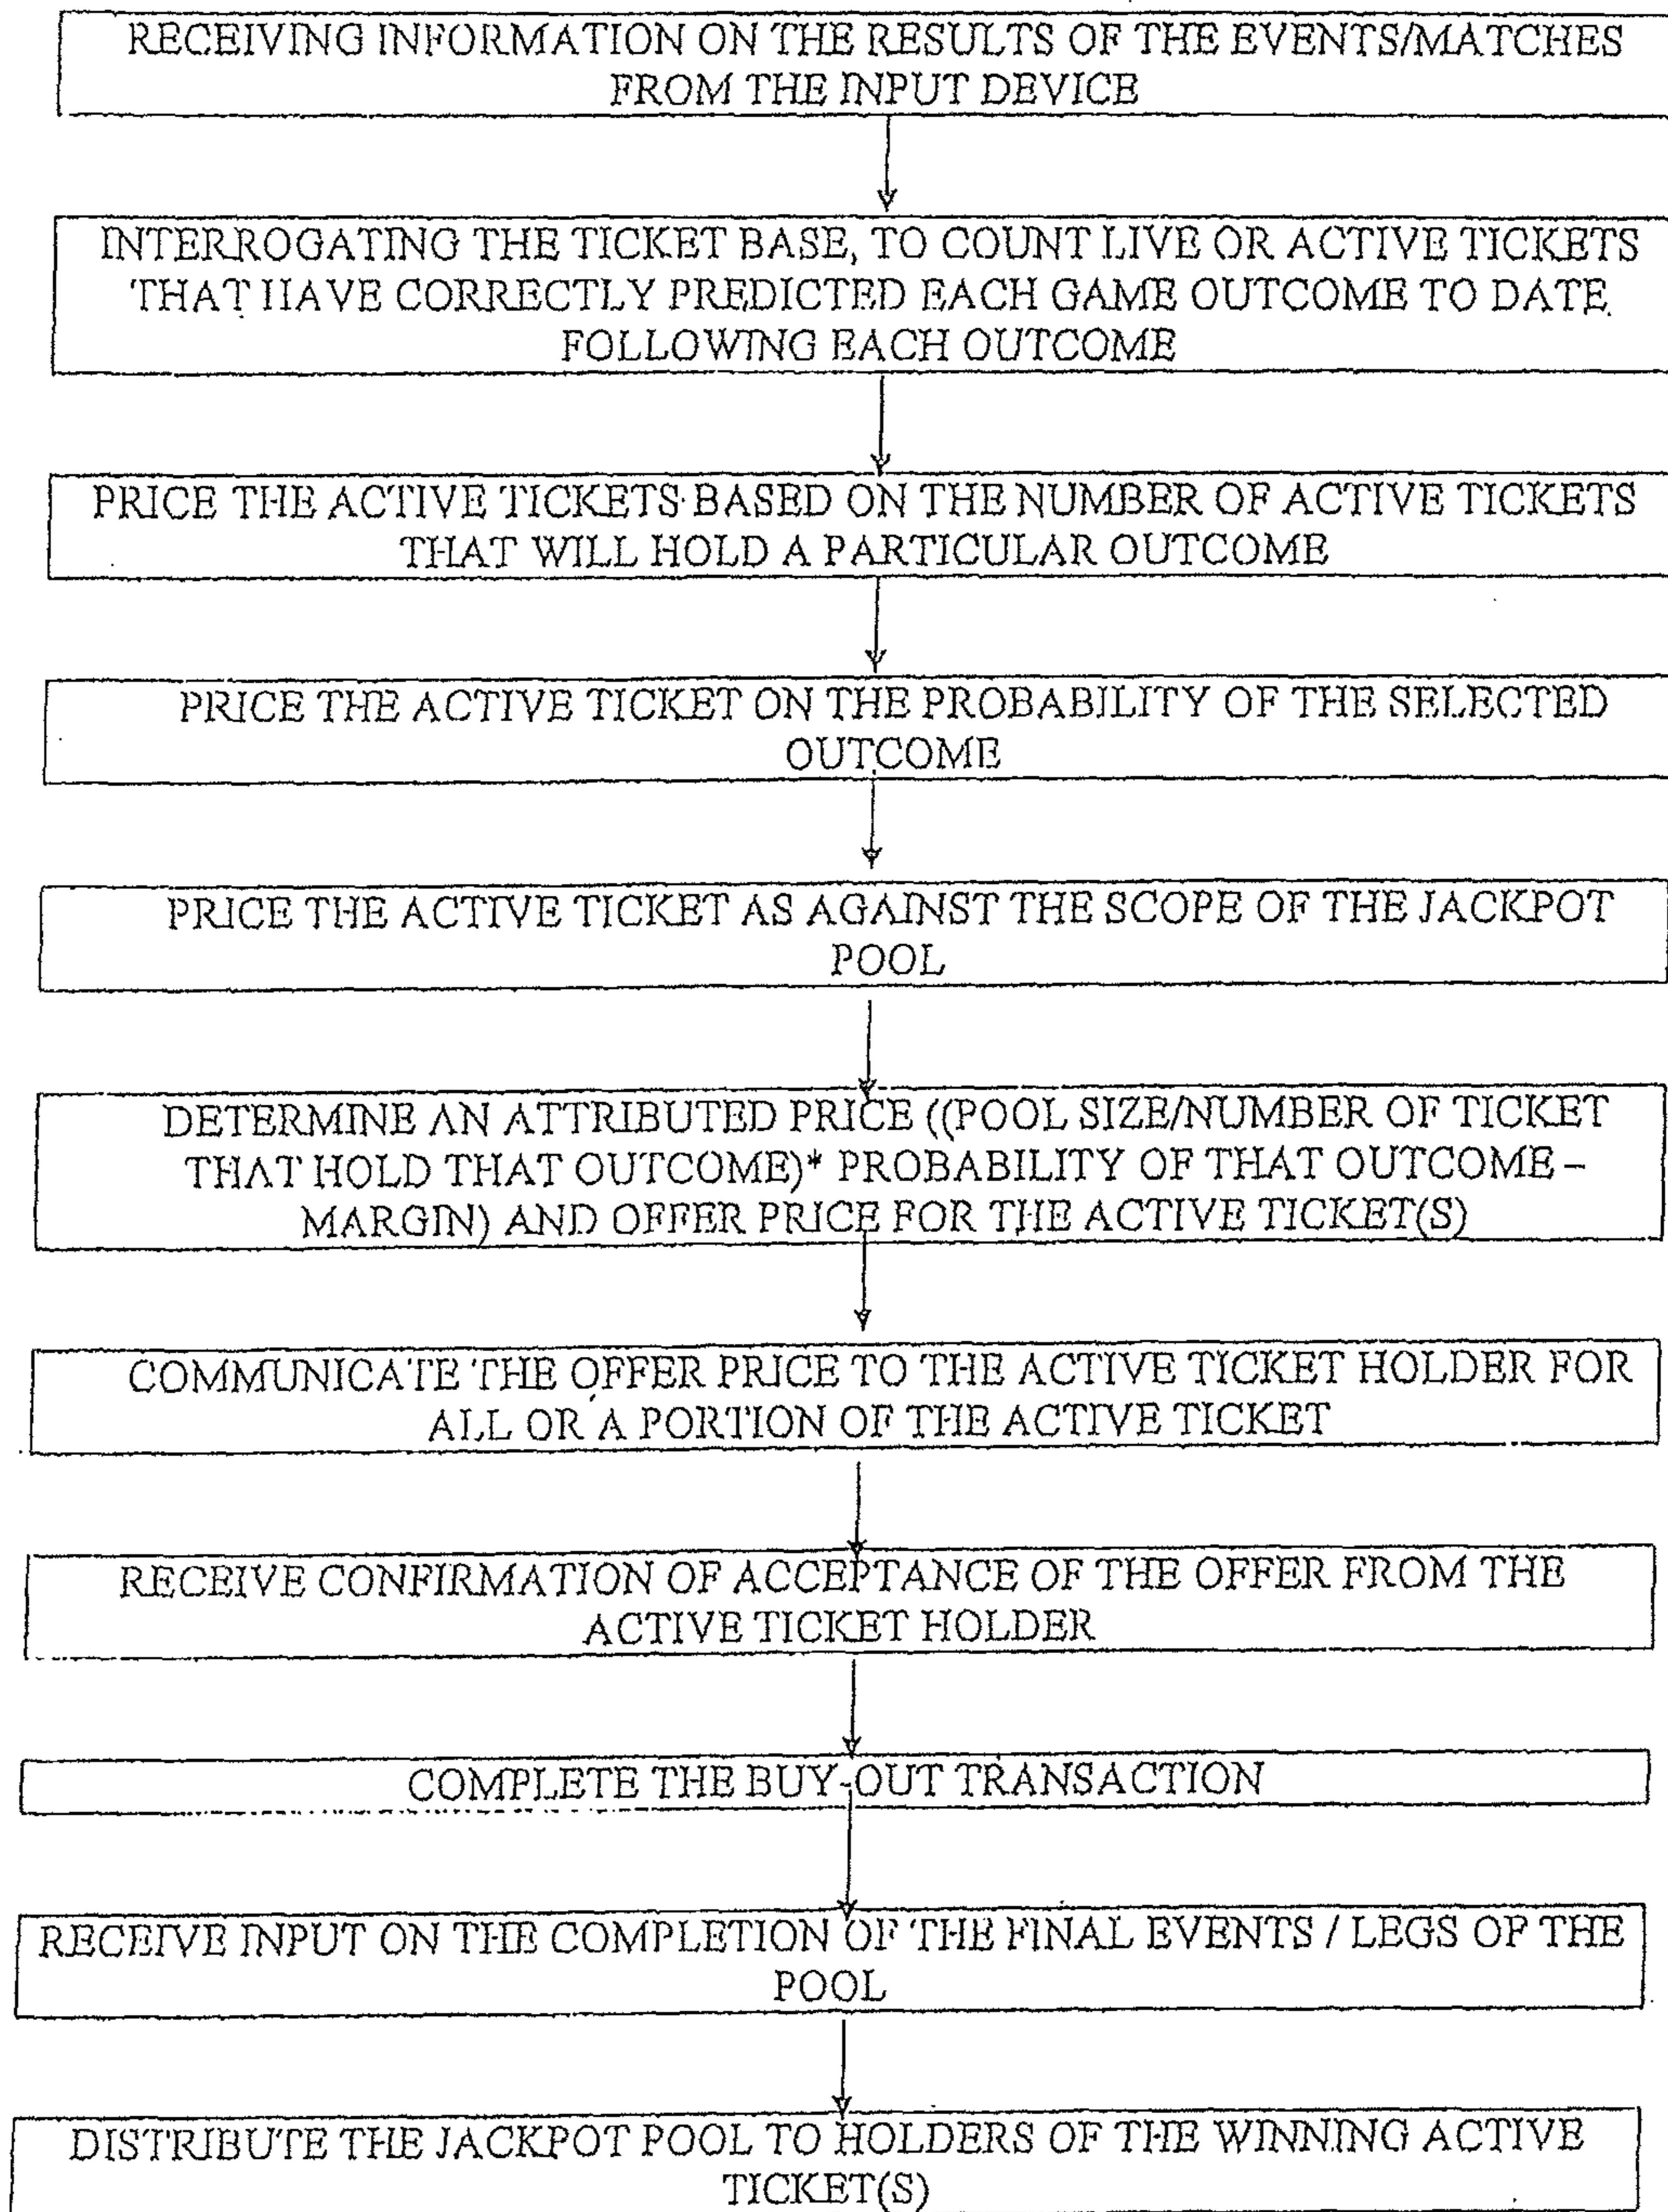 RECEIVING INFORMATION ON THE RESULTS OF THE EVENTS/MATCHES
FROM THE INPUT DEVICE
INTERROGATING THE TICKET BASE, TO COUNT LIVE OR ACTIVE TICKETS
THAT HAVE CORRECTLY PREDICTED EACH GAME OUTCOME TO DATE
FOLLOWING EACH OUTCOME
PRICE THE ACTIVE TICKETS BASED ON THE NUMBER OF ACTIVE TICKETS
THAT WILL HOLD A PARTICULAR OUTCOME
PRICE THE ACTIVE TICKET ON THE PROBABILITY OF THE SELECTED
OUTCOME
PRICE THE ACTIVE TICKET AS AGAINST THE SCOPE OF THE JACKPOT
POOL
DETERMINE AN ATTRIBUTED PRICE ((POOL SIZE/NUMBER OF TICKET
THAT HOLD THAT OUTCOME)* PROBABILITY OF THAT OUTCOME –
MARGIN) AND OFFER PRICE FOR THE ACTIVE TICKET(S)
COMMUNICATE THE OFFER PRICE TO THE ACTIVE TICKET HOLDER FOR
ALL OR A PORTION OF THE ACTIVE TICKET
RECEIVE CONFIRMATION OF ACCEPTANCE OF THE OFFER FROM THE
ACTIVE TICKET HOLDER
COMPLETE THE BUY-OUT TRANSACTION
RECEIVE INPUT ON THE COMPLETION OF THE FINAL EVENTS / LEGS OF THE
POOL
DISTRIBUTE THE JACKPOT POOL TO HOLDERS OF THE WINNING ACTIVE
TICKET(S)